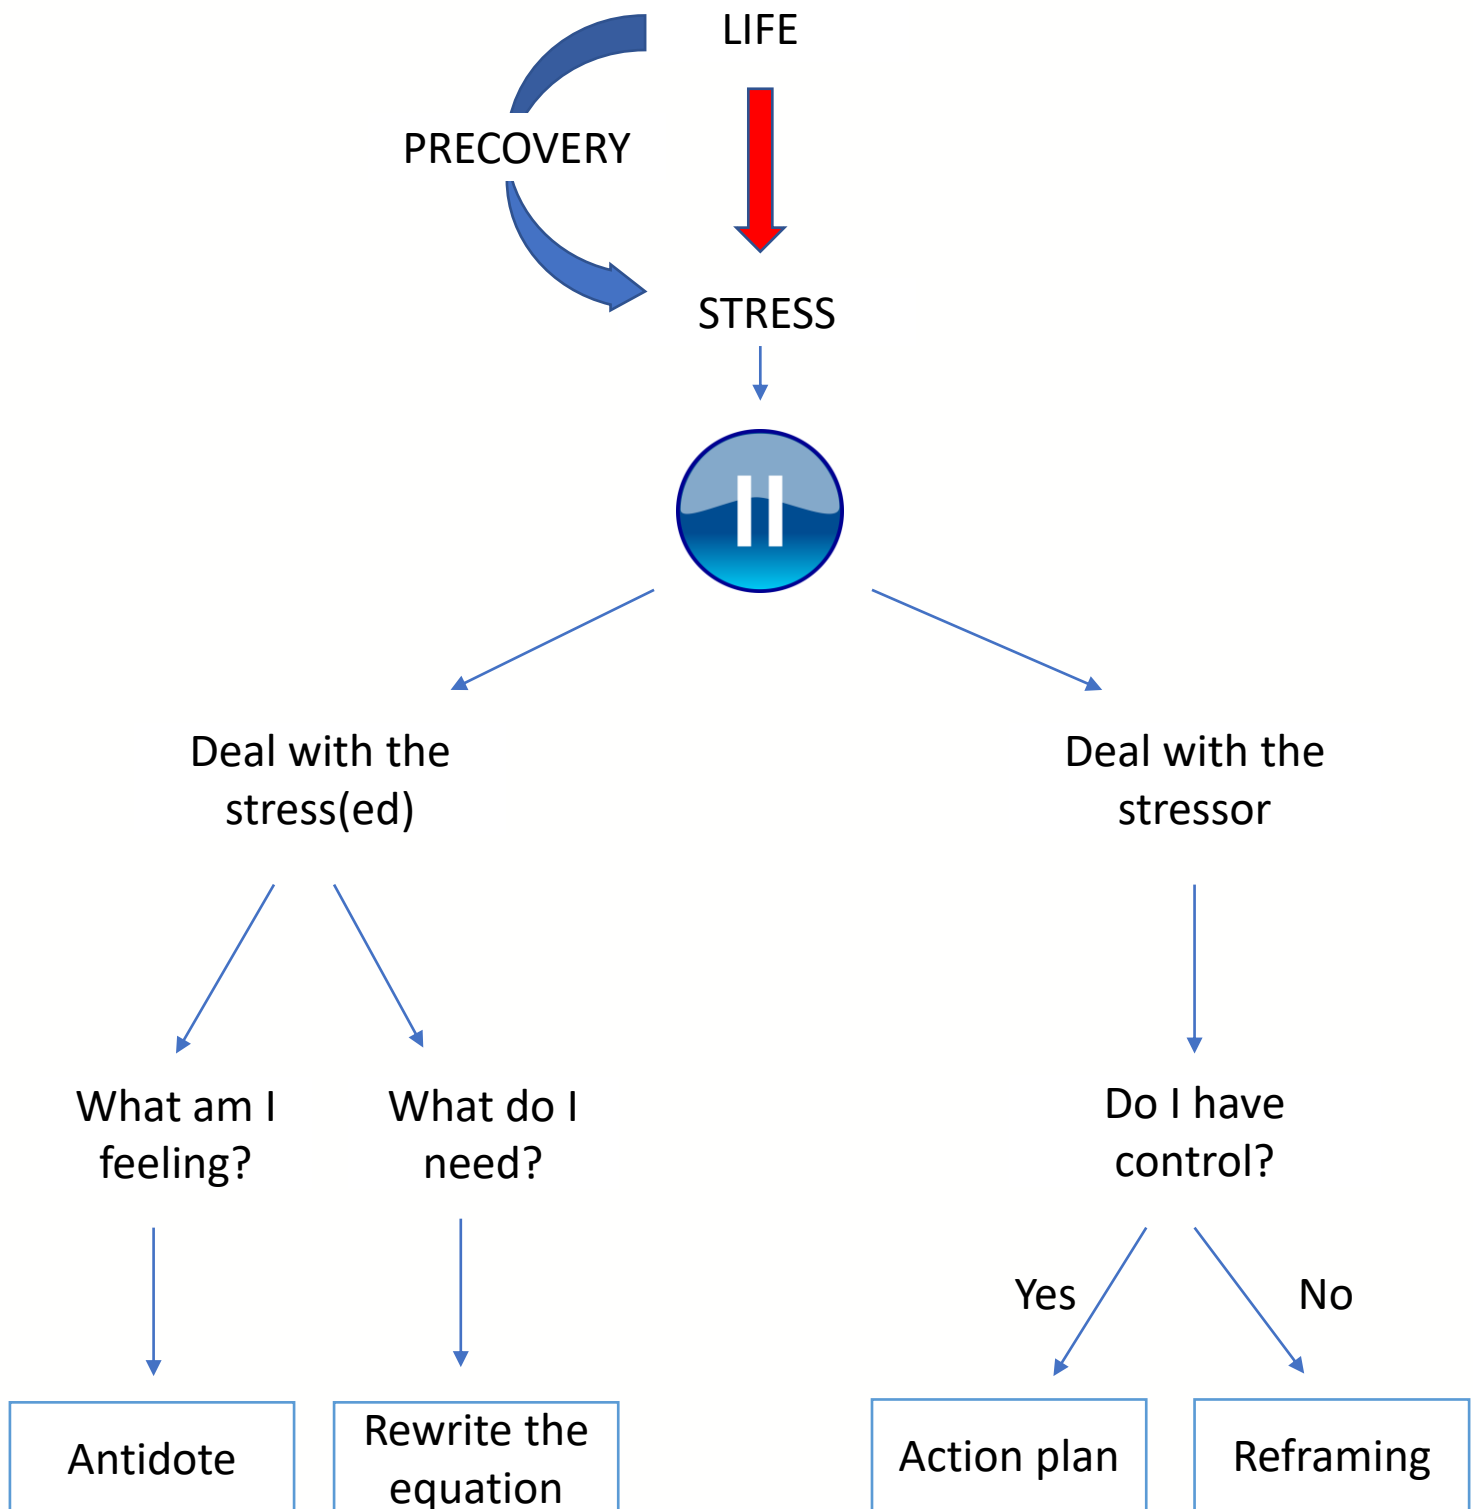 LIFE
PRECOVERY
STRESS
Deal with the
stress(ed)
Deal with the
stressor
What am I
feeling?
What do I
need?
Do I have
control?
Yes
No
Antidote
Rewrite the
equation
Action plan
Reframing